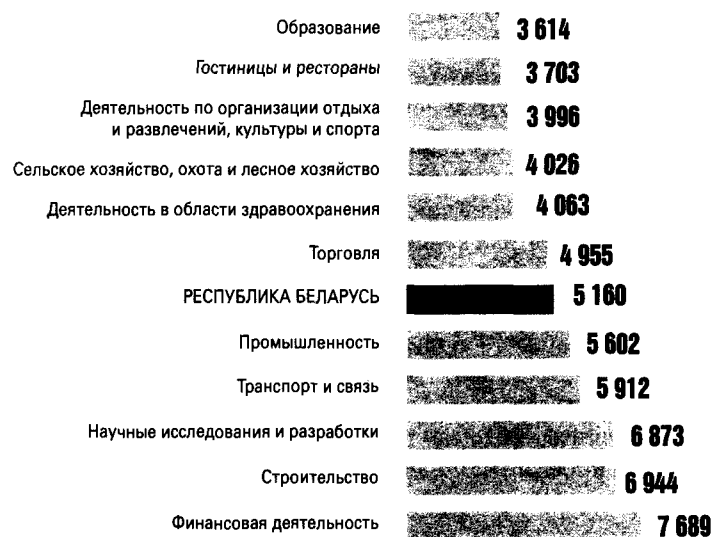 Образование 3 614
Гостиницы и рестораны 3 703
Деятельность по организации отдыха
и развлечений, культуры и спорта 3 996
Сельское хозяйство, охота и лесное хозяйство 4 026
Деятельность в области здравоохранения 4 063
Торговля 4 955
РЕСПУБЛИКА БЕЛАРУСЬ 5 160
Промышленность 5 602
Транспорт и связь 5 912
Научные исследования и разработки 6 873
Строительство 6 944
Финансовая деятельность 7 689